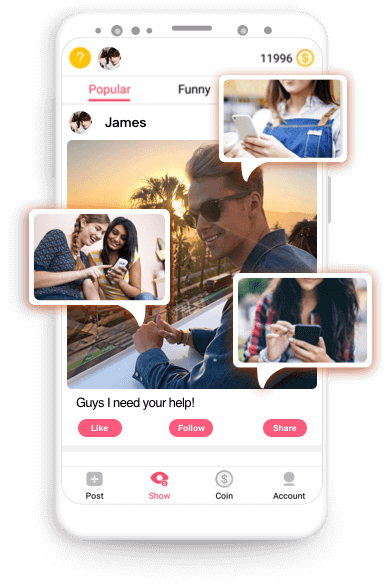 ?
11996 $
Popular Funny
James
Guys I need your help!
Like Follow Share
$
Post Show Coin Account